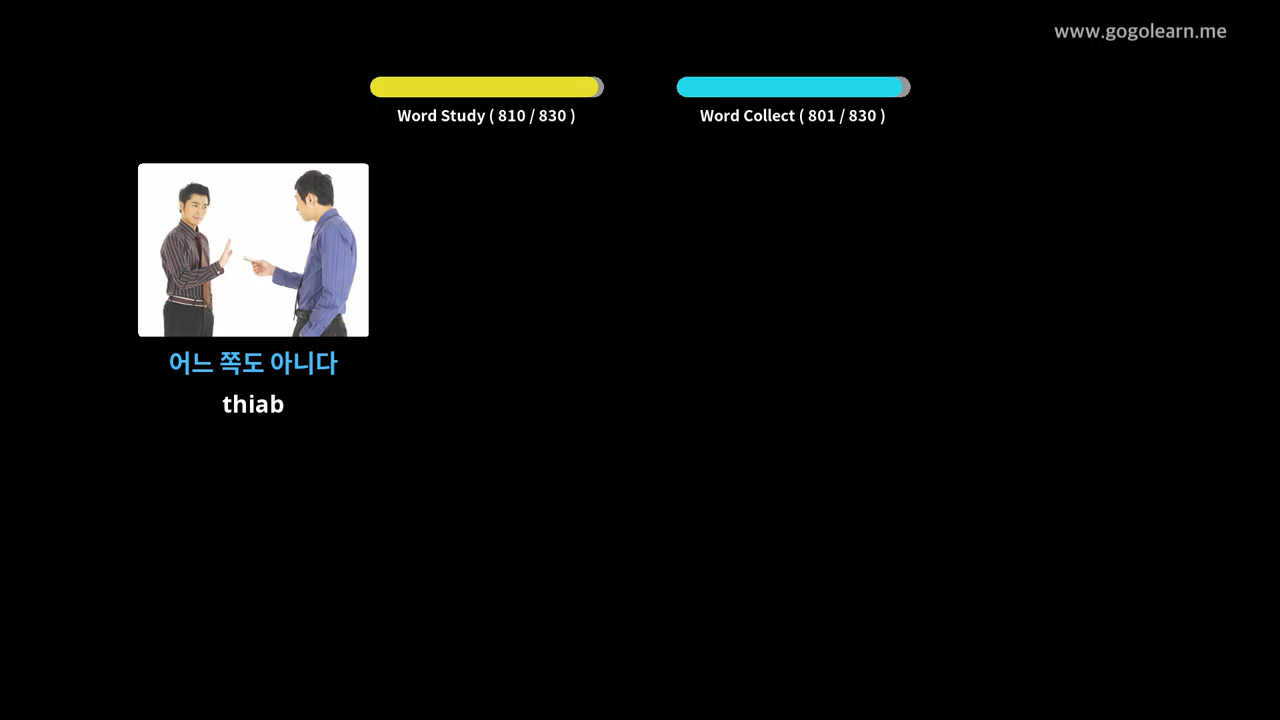 www.gogolearn.me
Word Study ( 810 / 830 )
Word Collect ( 801 / 830 )
어느 쪽도 아니다
thiab